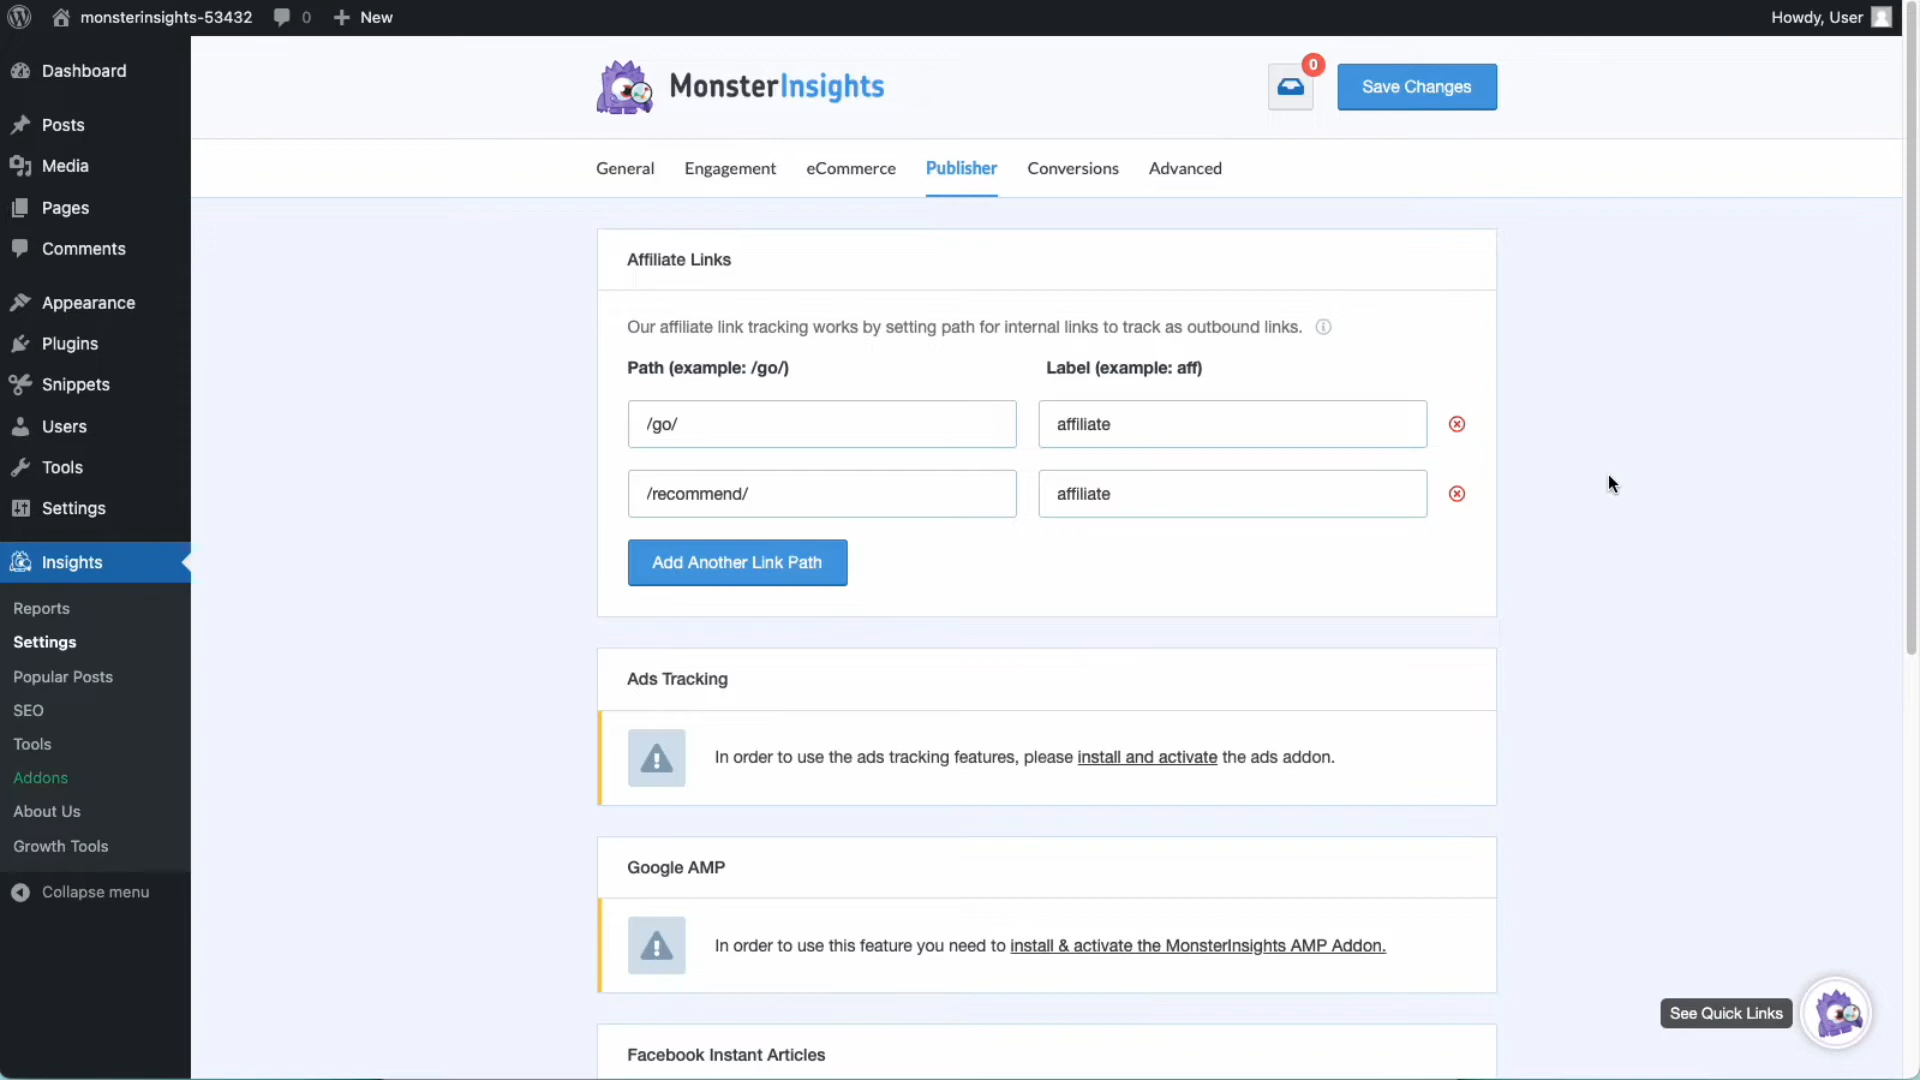 monsterinsights-53432
0
New
Howdy, User
Dashboard
Posts
Media
Pages
Comments
Appearance
Plugins
Snippets
Users
Tools
Settings
Insights
Reports
Settings
Popular Posts
SEO
Tools
Addons
About Us
Growth Tools
Collapse menu
MonsterInsights
0
Save Changes
General
Engagement
eCommerce
Publisher
Conversions
Advanced
Affiliate Links
Our affiliate link tracking works by setting path for internal links to track as outbound links.
Path (example: /go/)
Label (example: aff)
/go/
affiliate
/recommend/
affiliate
Add Another Link Path
Ads Tracking
In order to use the ads tracking features, please install and activate the ads addon.
Google AMP
In order to use this feature you need to install & activate the MonsterInsights AMP Addon.
Facebook Instant Articles
See Quick Links